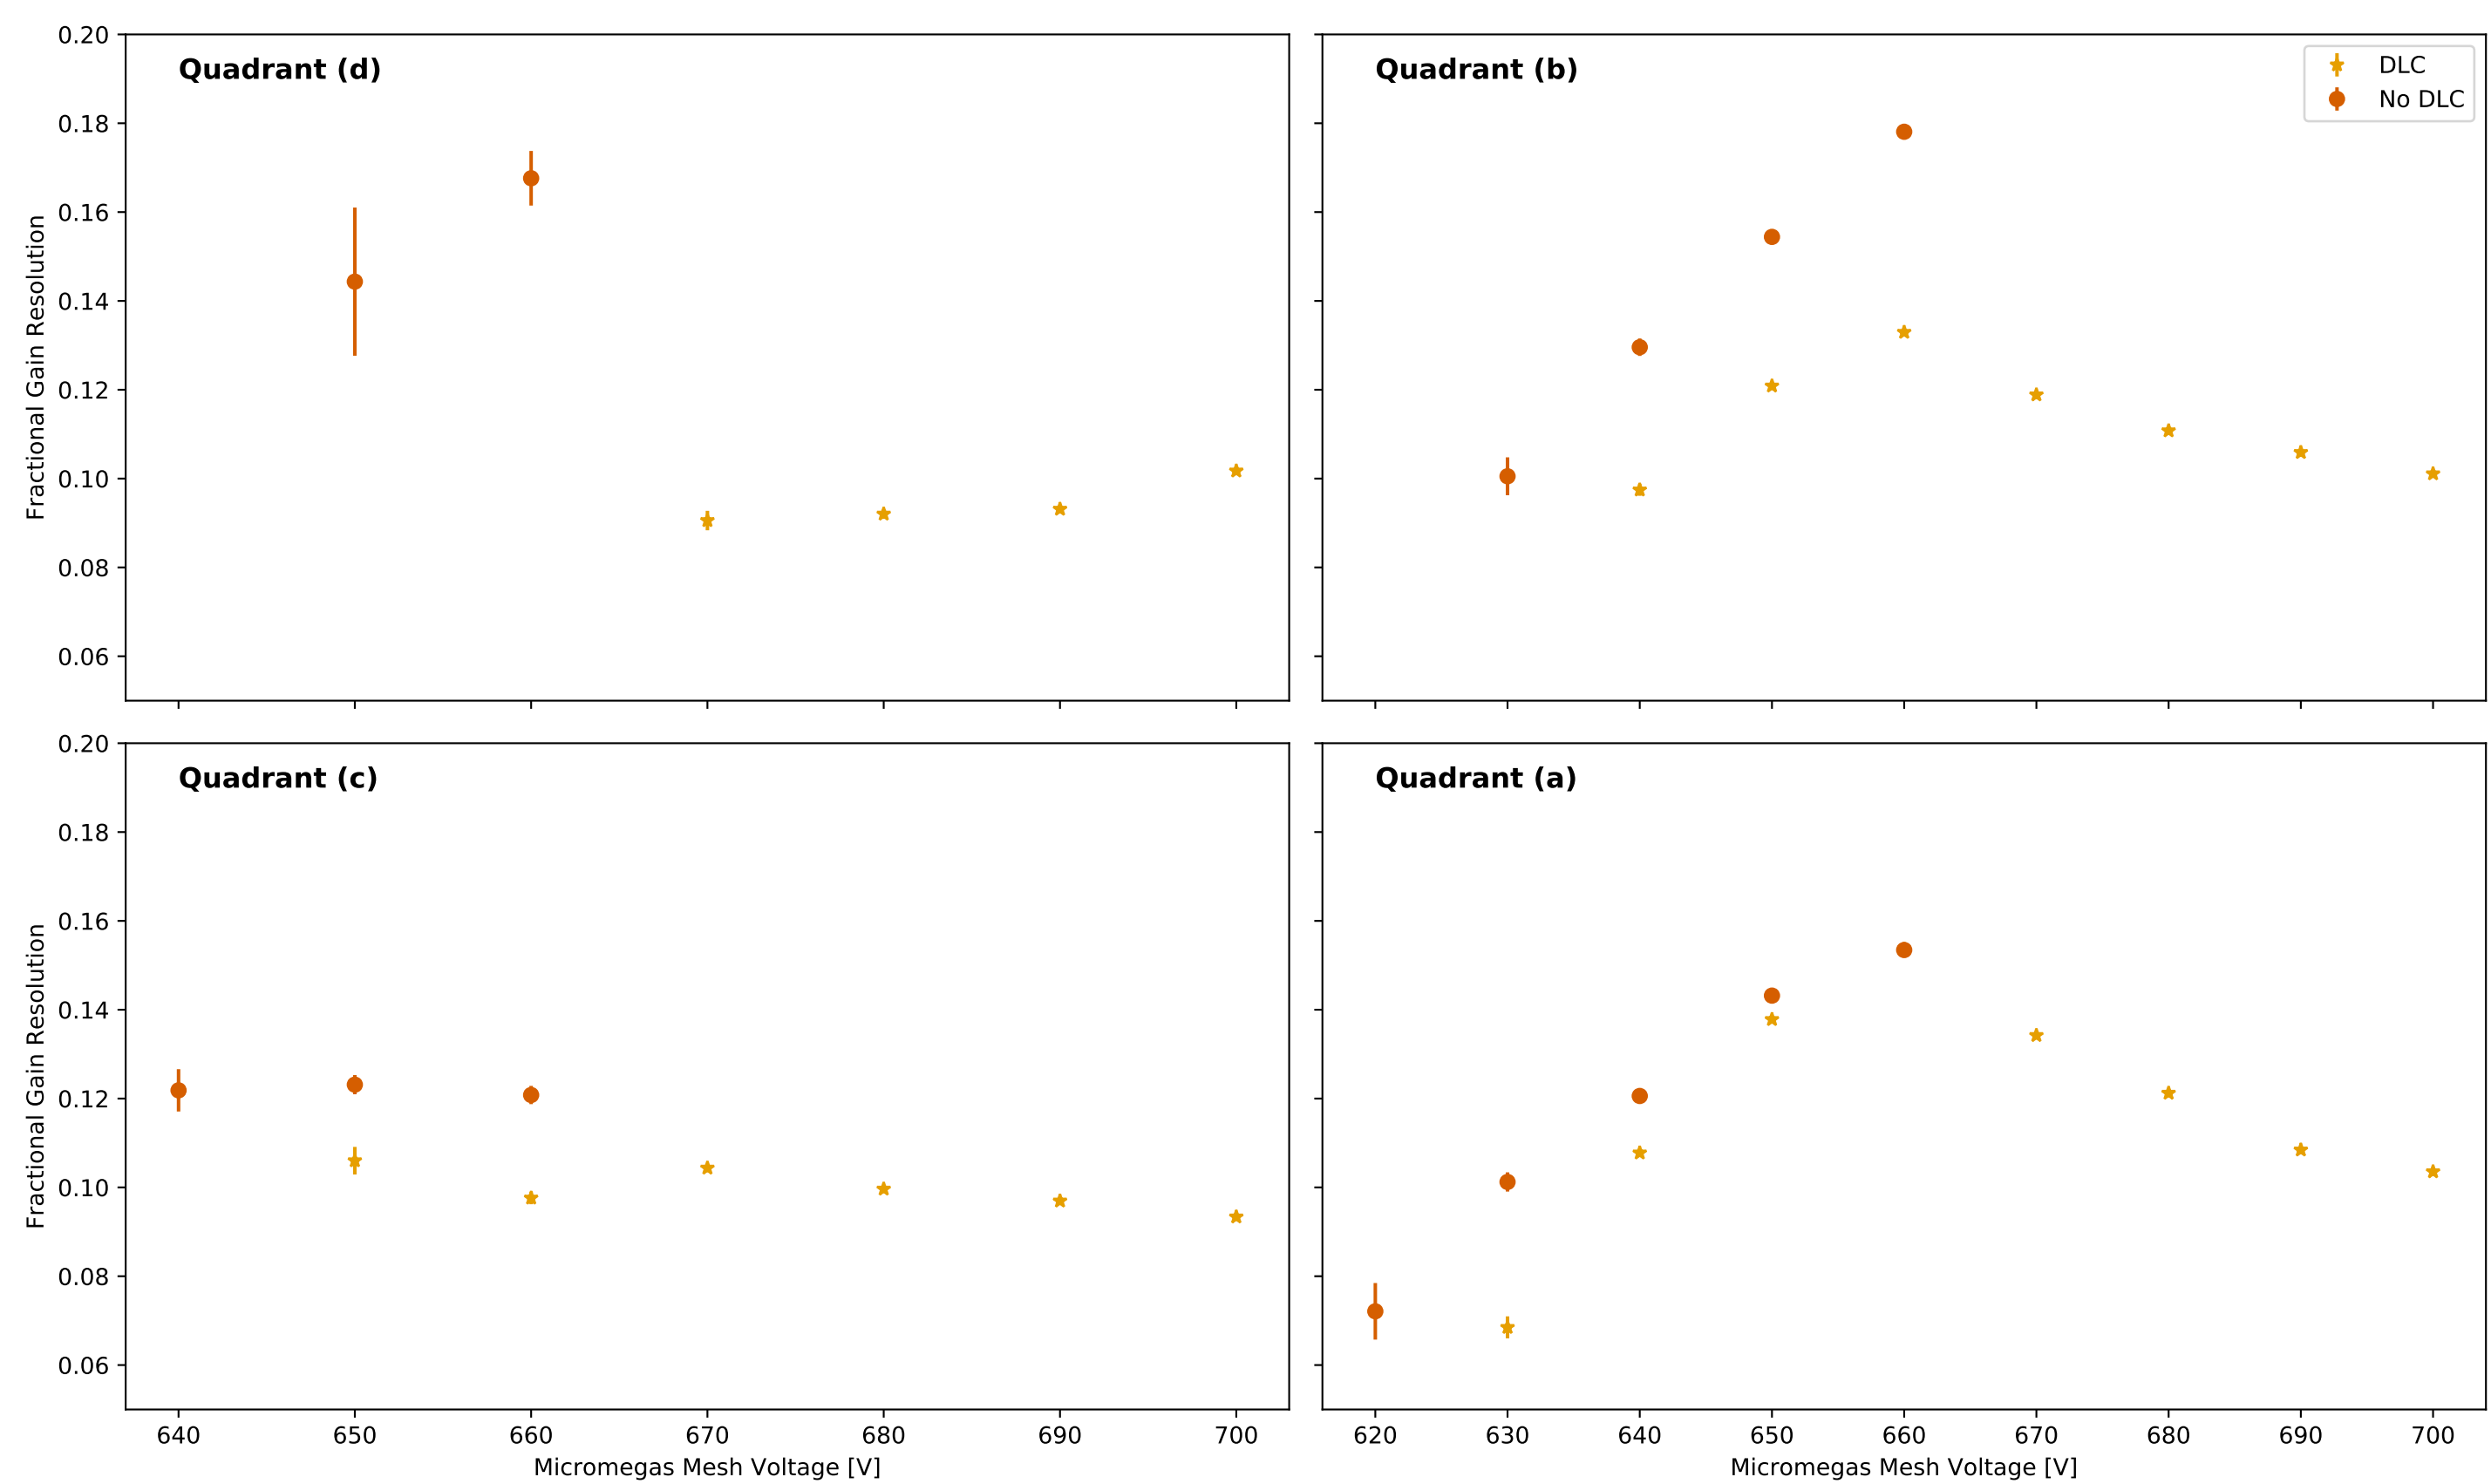 Quadrant (d)
Fractional Gain Resolution
0.20
0.18
0.16
0.14
0.12
0.10
0.08
0.06
Quadrant (b)
DLC
No DLC
Quadrant (c)
Fractional Gain Resolution
0.20
0.18
0.16
0.14
0.12
0.10
0.08
0.06
640 650 660 670 680 690 700
Micromegas Mesh Voltage [V]
Quadrant (a)
620 630 640 650 660 670 680 690 700
Micromegas Mesh Voltage [V]